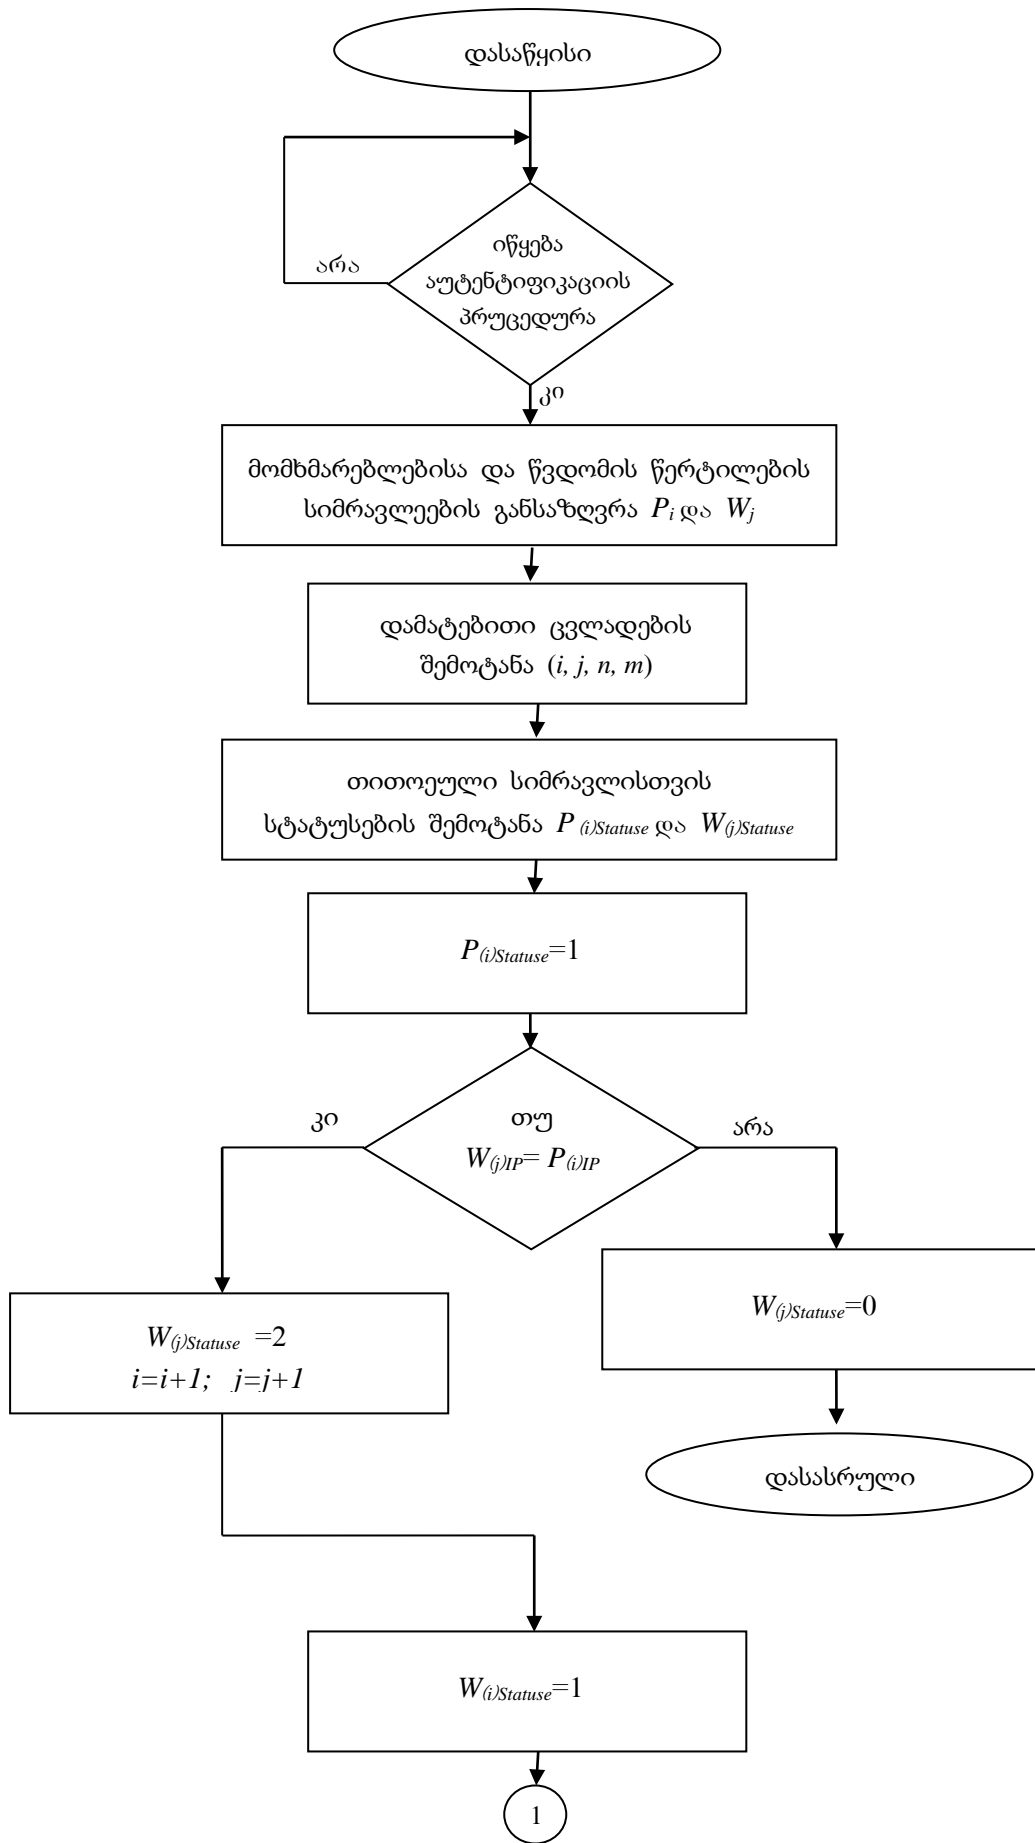 დასაწყისი
იწყება
აუტენტიფიკაციის
პრუცედურა
არა
კი
მომხმარებლებისა და წვდომის წერტილების
სიმრავლეების განსაზღვრა Pi და Wj
დამატებითი ცვლადების
შემოტანა (i, j, n, m)
თითოეული სიმრავლისთვის
სტატუსების შემოტანა P (i)Statuse და W(j)Statuse
P(i)Statuse=1
კი
თუ
W(j)IP= P(i)IP
არა
W(j)Statuse=0
W(j)Statuse =2
i=i+1; j=j+1
დასასრული
W(i)Statuse=1
1